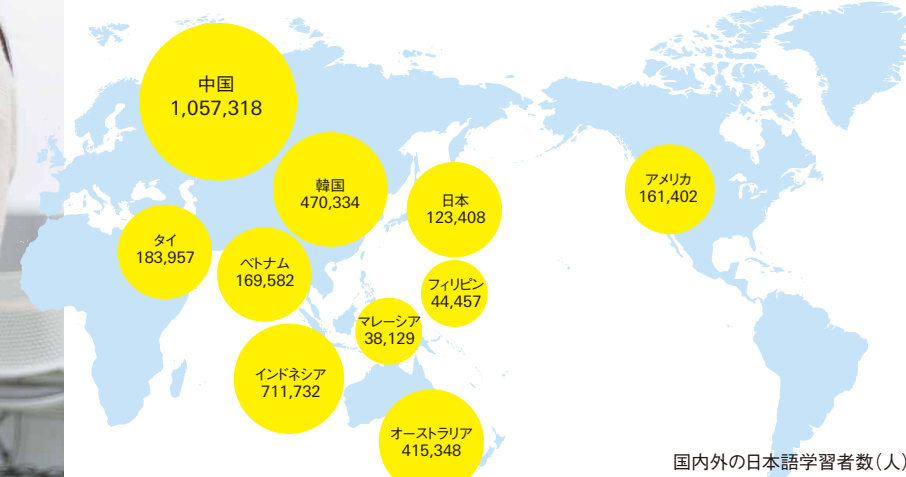 中国
1,057,318
韓国
470,334
日本
123,408
アメリカ
161,402
タイ
183,957
ベトナム
169,582
フィリピン
44,457
マレーシア
38,129
インドネシア
711,732
オーストラリア
415,348
国内外の日本語学習者数（人）